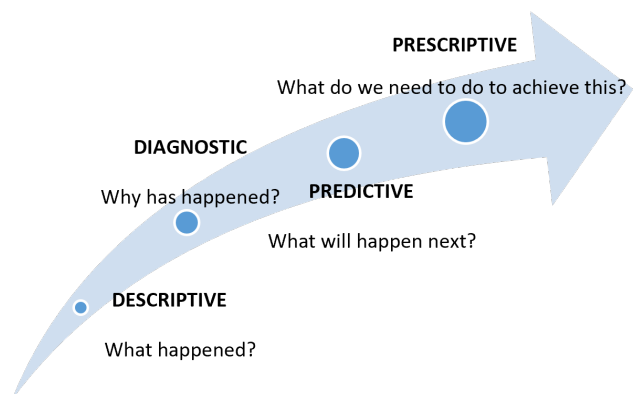 PRESCRIPTIVE
What do we need to do to achieve this?
DIAGNOSTIC
Why has happened?
PREDICTIVE
What will happen next?
DESCRIPTIVE
What happened?